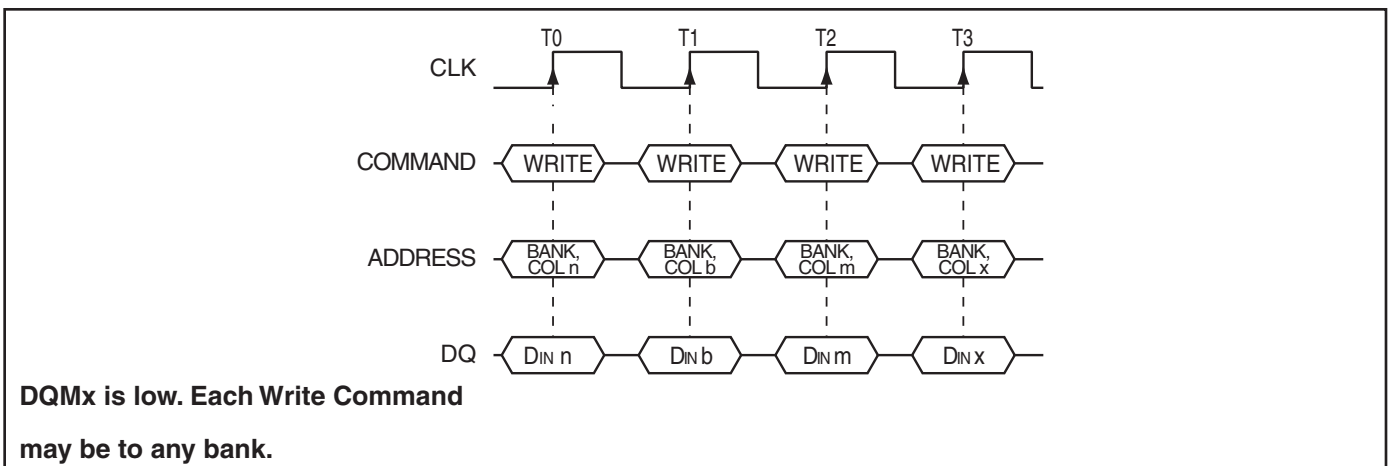 T0 T1 T2 T3
CLK
COMMAND WRITE WRITE WRITE WRITE
ADDRESS BANK, COL n BANK, COL b BANK, COL m BANK, COL x
DQ DIN n DIN b DIN m DIN x
DQMx is low. Each Write Command
may be to any bank.